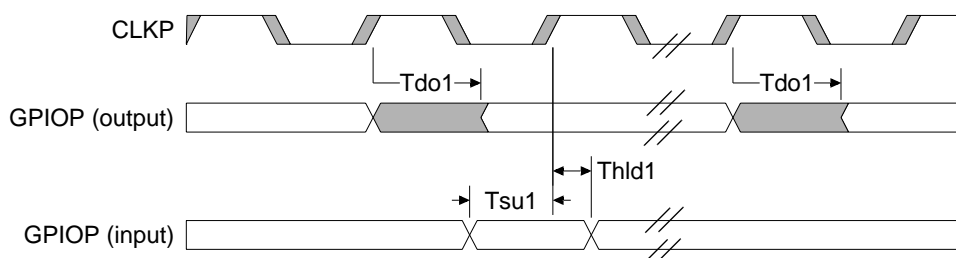 CLKP
Tdo1 Tdo1
GPIOP (output)
Thld1
Tsu1
GPIOP (input)